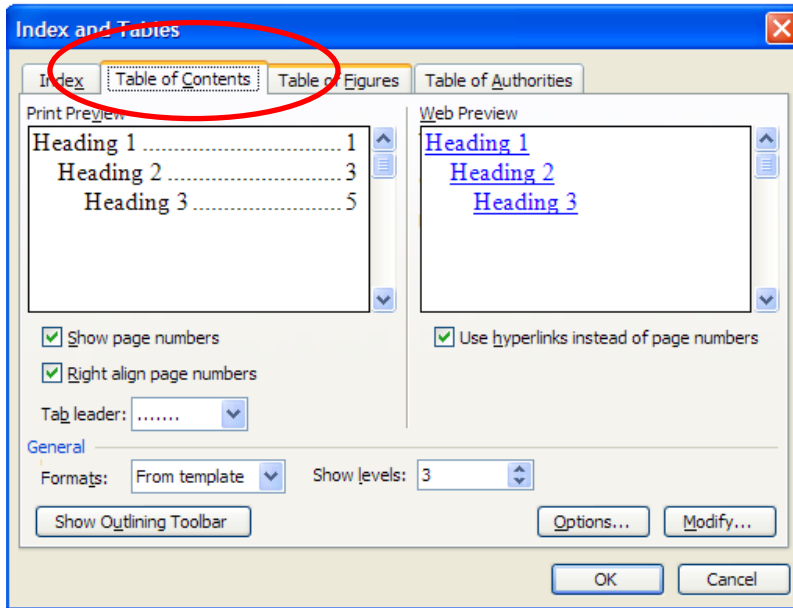 Index and Tables
Index Table of Contents Table of Figures Table of Authorities
Print Preview Web Preview
Heading 1 .............................. 1 Heading 1
Heading 2 ......................... 3 Heading 2
Heading 3 ...................... 5 Heading 3
Show page numbers Use hyperlinks instead of page numbers
Right align page numbers
Tab leader: .......
General
Formats: From template Show levels: 3
Show Outlining Toolbar Options... Modify...
OK Cancel